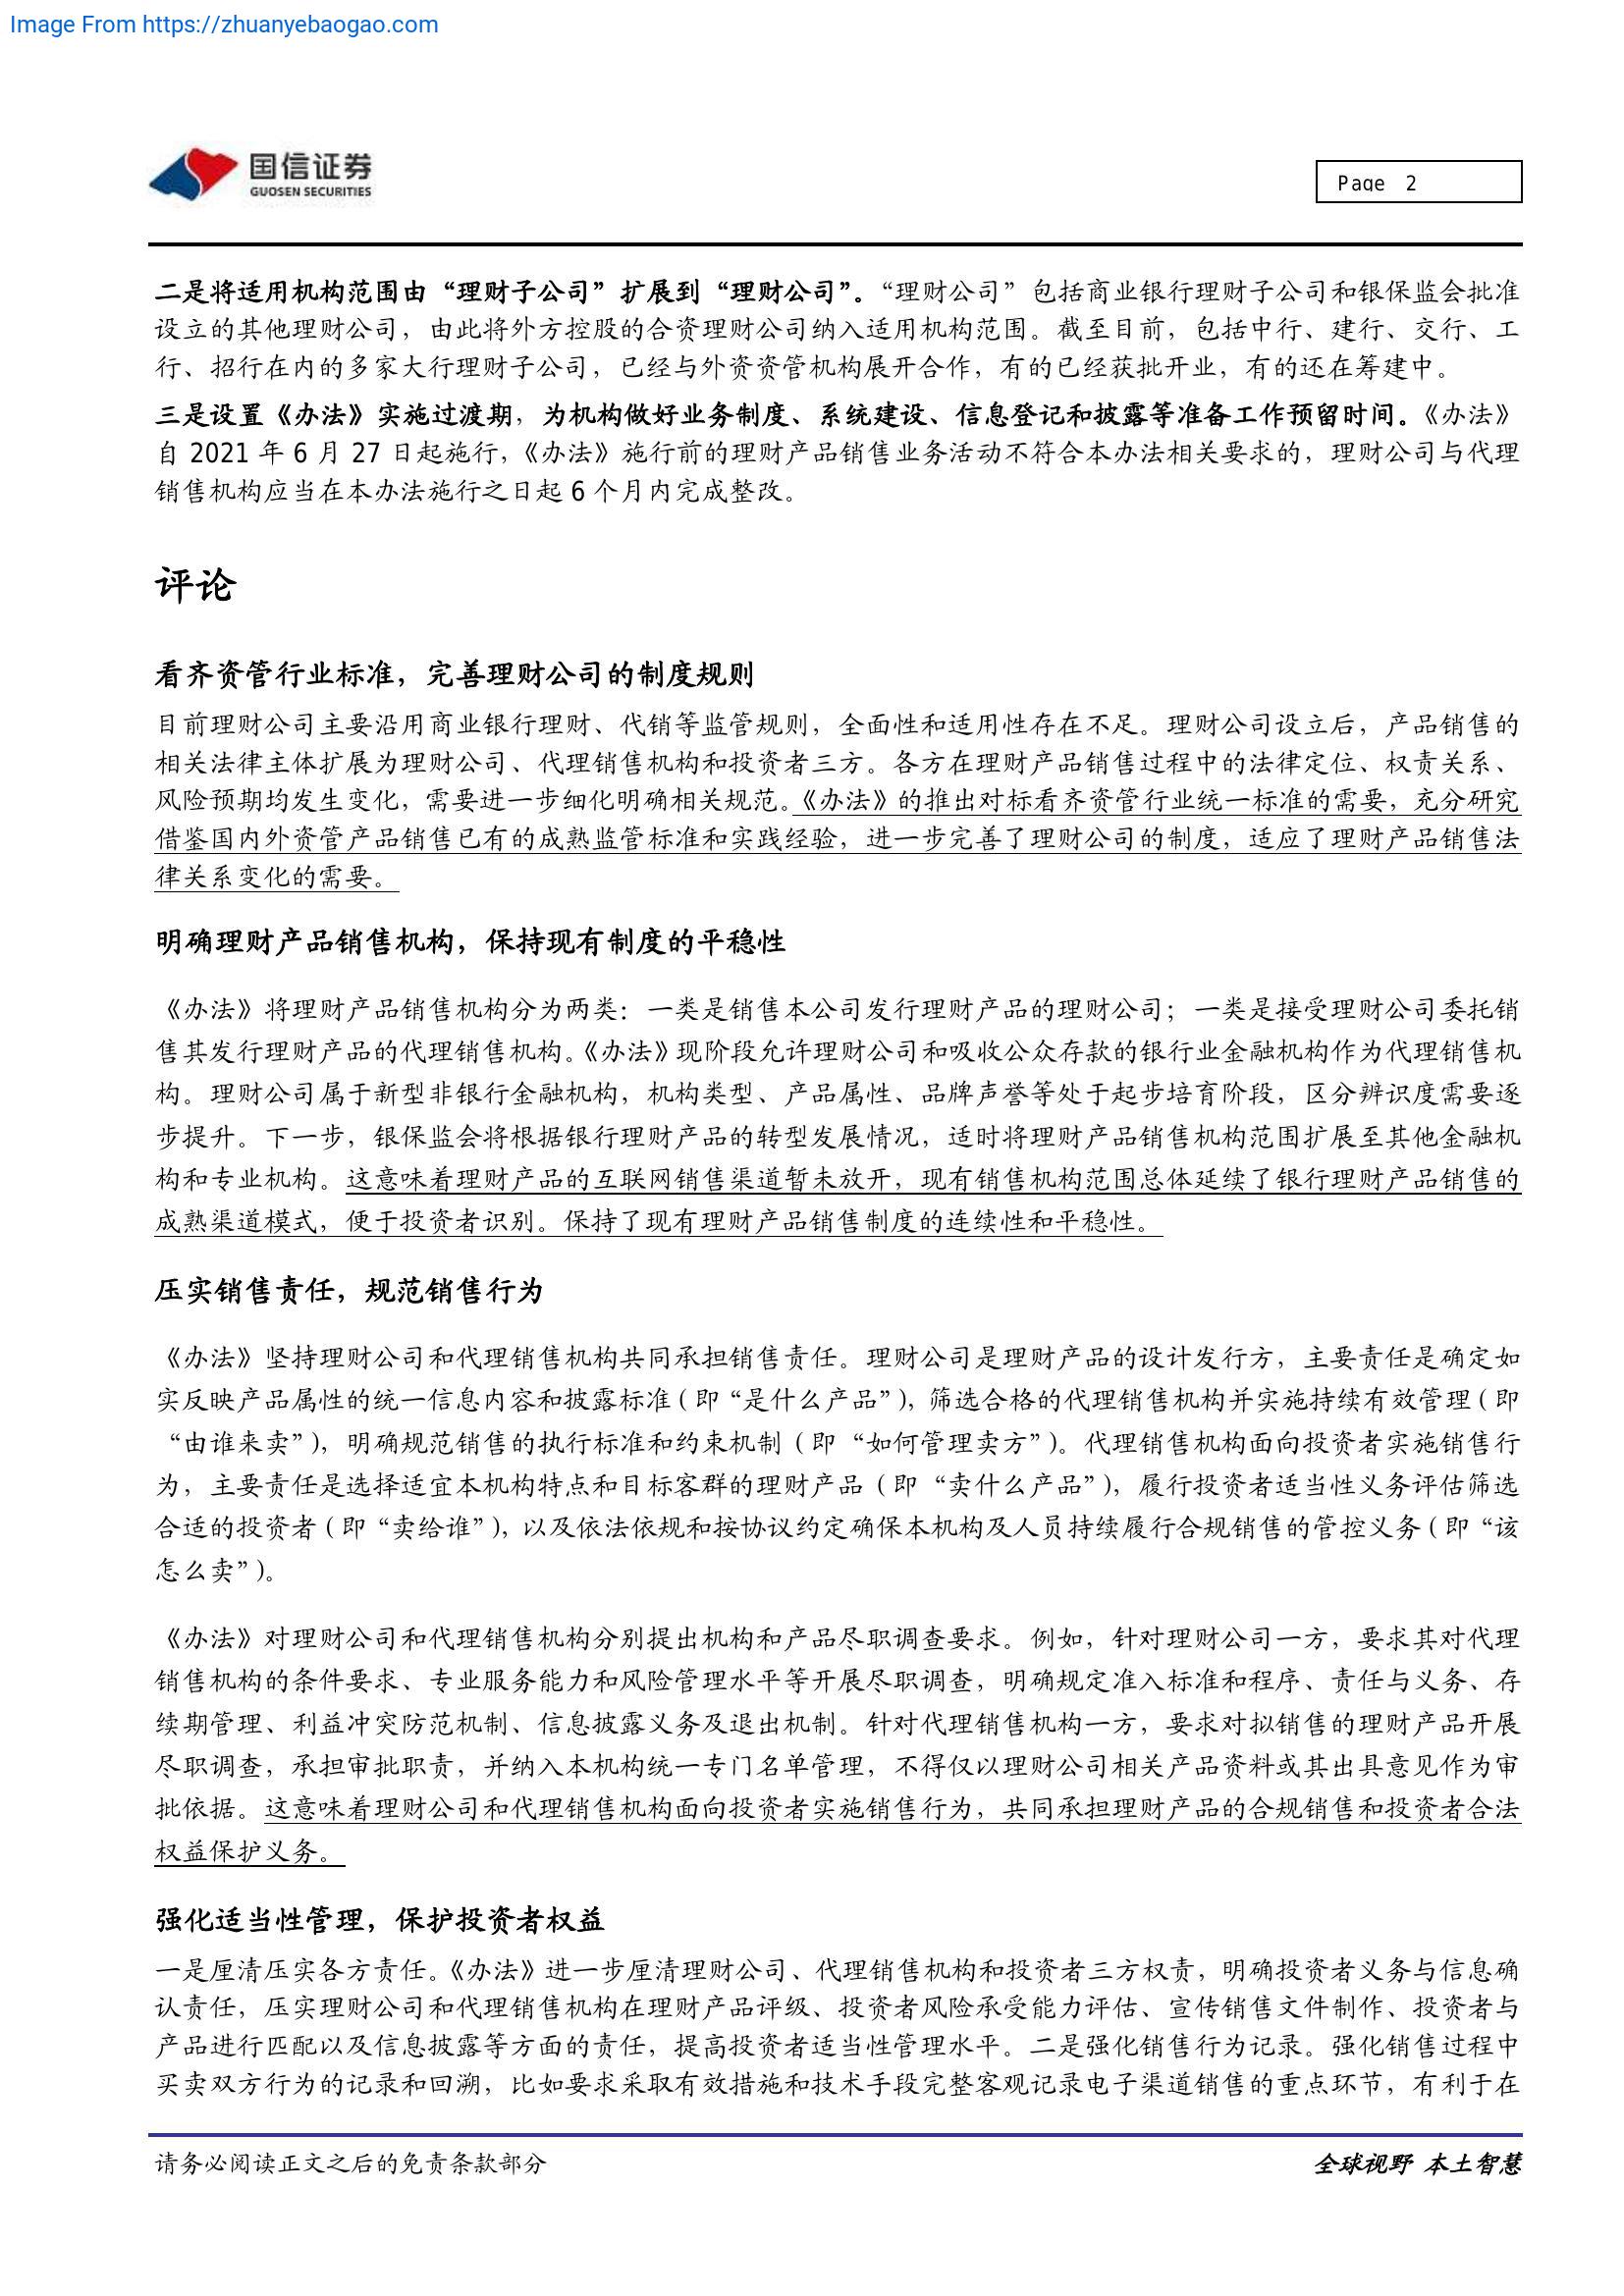 Image From https://zhuanyebaogao.com
国信证券
GUOSEN SECURITIES
Page 2
二是将适用机构范围由“理财子公司”扩展到“理财公司”。“理财公司”包括商业银行理财子公司和银保监会批准
设立的其他理财公司，由此将外方控股的合资理财公司纳入适用机构范围。截至目前，包括中行、建行、交行、工
行、招行在内的多家大行理财子公司，已经与外资资管机构展开合作，有的已经获批开业，有的还在筹建中。
三是设置《办法》实施过渡期，为机构做好业务制度、系统建设、信息登记和披露等准备工作预留时间。《办法》
自 2021 年 6 月 27 日起施行，《办法》施行前的理财产品销售业务活动不符合本办法相关要求的，理财公司与代理
销售机构应当在本办法施行之日起 6 个月内完成整改。
评论
看齐资管行业标准，完善理财公司的制度规则
目前理财公司主要沿用商业银行理财、代销等监管规则，全面性和适用性存在不足。理财公司设立后，产品销售的
相关法律主体扩展为理财公司、代理销售机构和投资者三方。各方在理财产品销售过程中的法律定位、权责关系、
风险预期均发生变化，需要进一步细化明确相关规范。《办法》的推出对标看齐资管行业统一标准的需要，充分研究
借鉴国内外资管产品销售已有的成熟监管标准和实践经验，进一步完善了理财公司的制度，适应了理财产品销售法
律关系变化的需要。
明确理财产品销售机构，保持现有制度的平稳性
《办法》将理财产品销售机构分为两类：一类是销售本公司发行理财产品的理财公司；一类是接受理财公司委托销
售其发行理财产品的代理销售机构。《办法》现阶段允许理财公司和吸收公众存款的银行业金融机构作为代理销售机
构。理财公司属于新型非银行金融机构，机构类型、产品属性、品牌声誉等处于起步培育阶段，区分辨识度需要逐
步提升。下一步，银保监会将根据银行理财产品的转型发展情况，适时将理财产品销售机构范围扩展至其他金融机
构和专业机构。这意味着理财产品的互联网销售渠道暂未放开，现有销售机构范围总体延续了银行理财产品销售的
成熟渠道模式，便于投资者识别。保持了现有理财产品销售制度的连续性和平稳性。
压实销售责任，规范销售行为
《办法》坚持理财公司和代理销售机构共同承担销售责任。理财公司是理财产品的设计发行方，主要责任是确定如
实反映产品属性的统一信息内容和披露标准（即“是什么产品”），筛选合格的代理销售机构并实施持续有效管理（即
“由谁来卖”），明确规范销售的执行标准和约束机制（即“如何管理卖方”）。代理销售机构面向投资者实施销售行
为，主要责任是选择适宜本机构特点和目标客群的理财产品（即“卖什么产品”），履行投资者适当性义务评估筛选
合适的投资者（即“卖给谁”），以及依法依规和按协议约定确保本机构及人员持续履行合规销售的管控义务（即“该
怎么卖”）。
《办法》对理财公司和代理销售机构分别提出机构和产品尽职调查要求。例如，针对理财公司一方，要求其对代理
销售机构的条件要求、专业服务能力和风险管理水平等开展尽职调查，明确规定准入标准和程序、责任与义务、存
续期管理、利益冲突防范机制、信息披露义务及退出机制。针对代理销售机构一方，要求对拟销售的理财产品开展
尽职调查，承担审批职责，并纳入本机构统一专门名单管理，不得仅以理财公司相关产品资料或其出具意见作为审
批依据。这意味着理财公司和代理销售机构面向投资者实施销售行为，共同承担理财产品的合规销售和投资者合法
权益保护义务。
强化适当性管理，保护投资者权益
一是厘清压实各方责任。《办法》进一步厘清理财公司、代理销售机构和投资者三方权责，明确投资者义务与信息确
认责任，压实理财公司和代理销售机构在理财产品评级、投资者风险承受能力评估、宣传销售文件制作、投资者与
产品进行匹配以及信息披露等方面的责任，提高投资者适当性管理水平。二是强化销售行为记录。强化销售过程中
买卖双方行为的记录和回溯，比如要求采取有效措施和技术手段完整客观记录电子渠道销售的重点环节，有利于在
请务必阅读正文之后的免责条款部分
全球视野 本土智慧